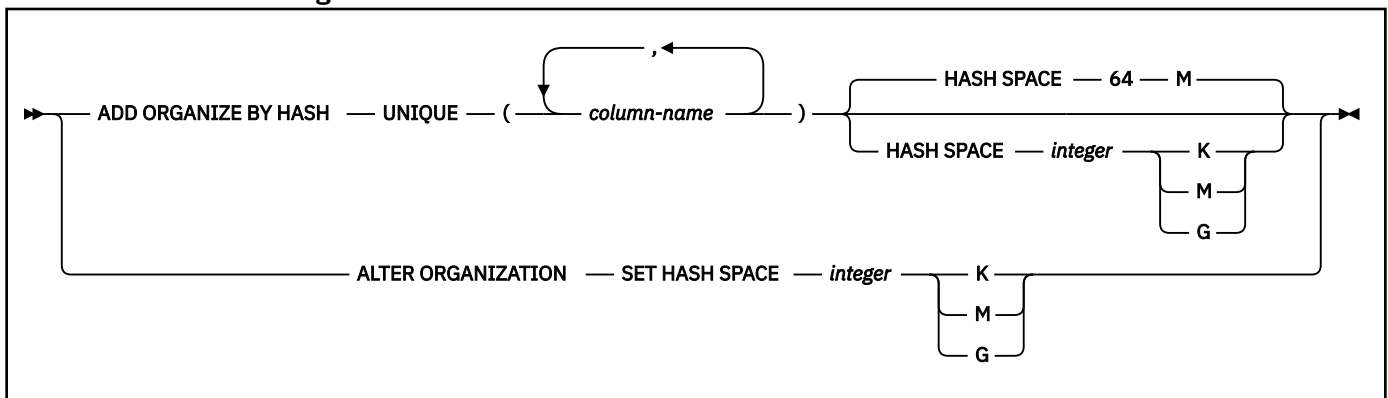 ,
HASH SPACE 64 M
ADD ORGANIZE BY HASH UNIQUE ( column-name )
HASH SPACE integer K
M
G
ALTER ORGANIZATION SET HASH SPACE integer K
M
G